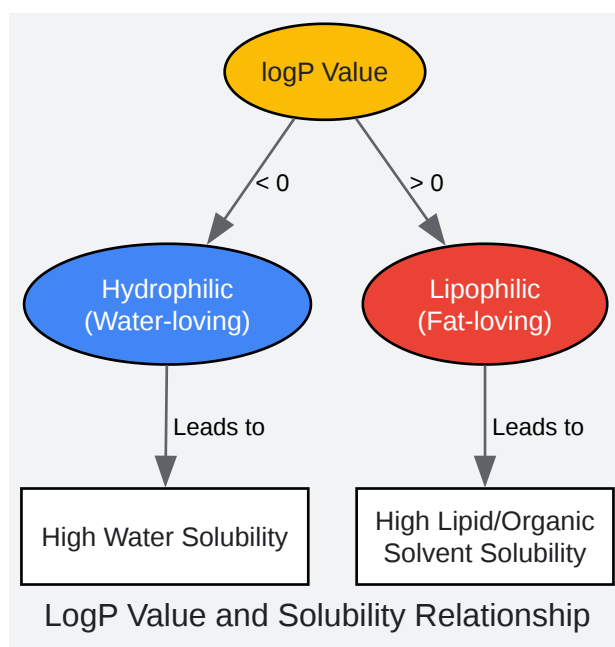 logP Value
< 0
> 0
Hydrophilic
(Water-loving)
Lipophilic
(Fat-loving)
Leads to
Leads to
High Water Solubility
High Lipid/Organic
Solvent Solubility
LogP Value and Solubility Relationship